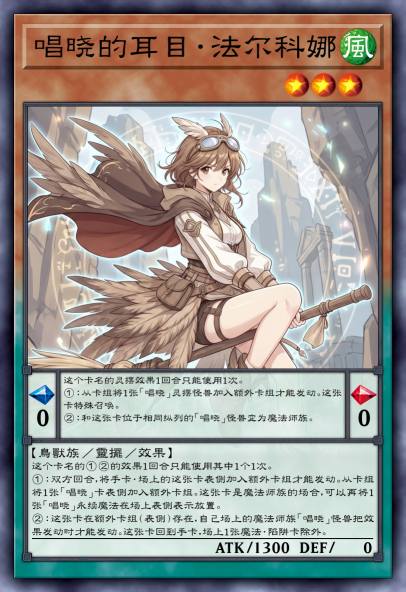 唱晓的耳目·法尔科娜
風
这个卡名的灵摆效果1回合只能使用1次。
①：从卡组将1张「唱晓」灵摆怪兽加入额外卡组才能发动。这张
卡特殊召唤。
②：和这张卡位于相同纵列的「唱晓」怪兽变为魔法师族。
0
0
【鳥獸族／靈擺／效果】
这个卡名的①②的效果1回合只能使用其中1个1次。
①：双方回合，将手卡·场上的这张卡表侧加入额外卡组才能发动。从卡组
将1张「唱晓」卡表侧加入额外卡组。这张卡是魔法师族的场合，可以再将
1张「唱晓」永续魔法在场上表侧表示放置。
②：这张卡在额外卡组(表侧)存在，自己场上的魔法师族「唱晓」怪兽把效
果发动时才能发动。这张卡回到手卡，场上1张魔法·陷阱卡除外。
ATK/1300 DEF/ 0